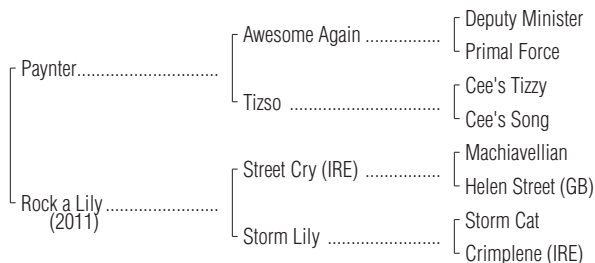 Deputy Minister
Awesome Again ................
Primal Force
Paynter............................
Cee's Tizzy
Tizso ................................
Cee's Song
Machiavellian
Street Cry (IRE) ................
Helen Street (GB)
Rock a Lily ......................
(2011)
Storm Cat
Storm Lily ........................
Crimplene (IRE)